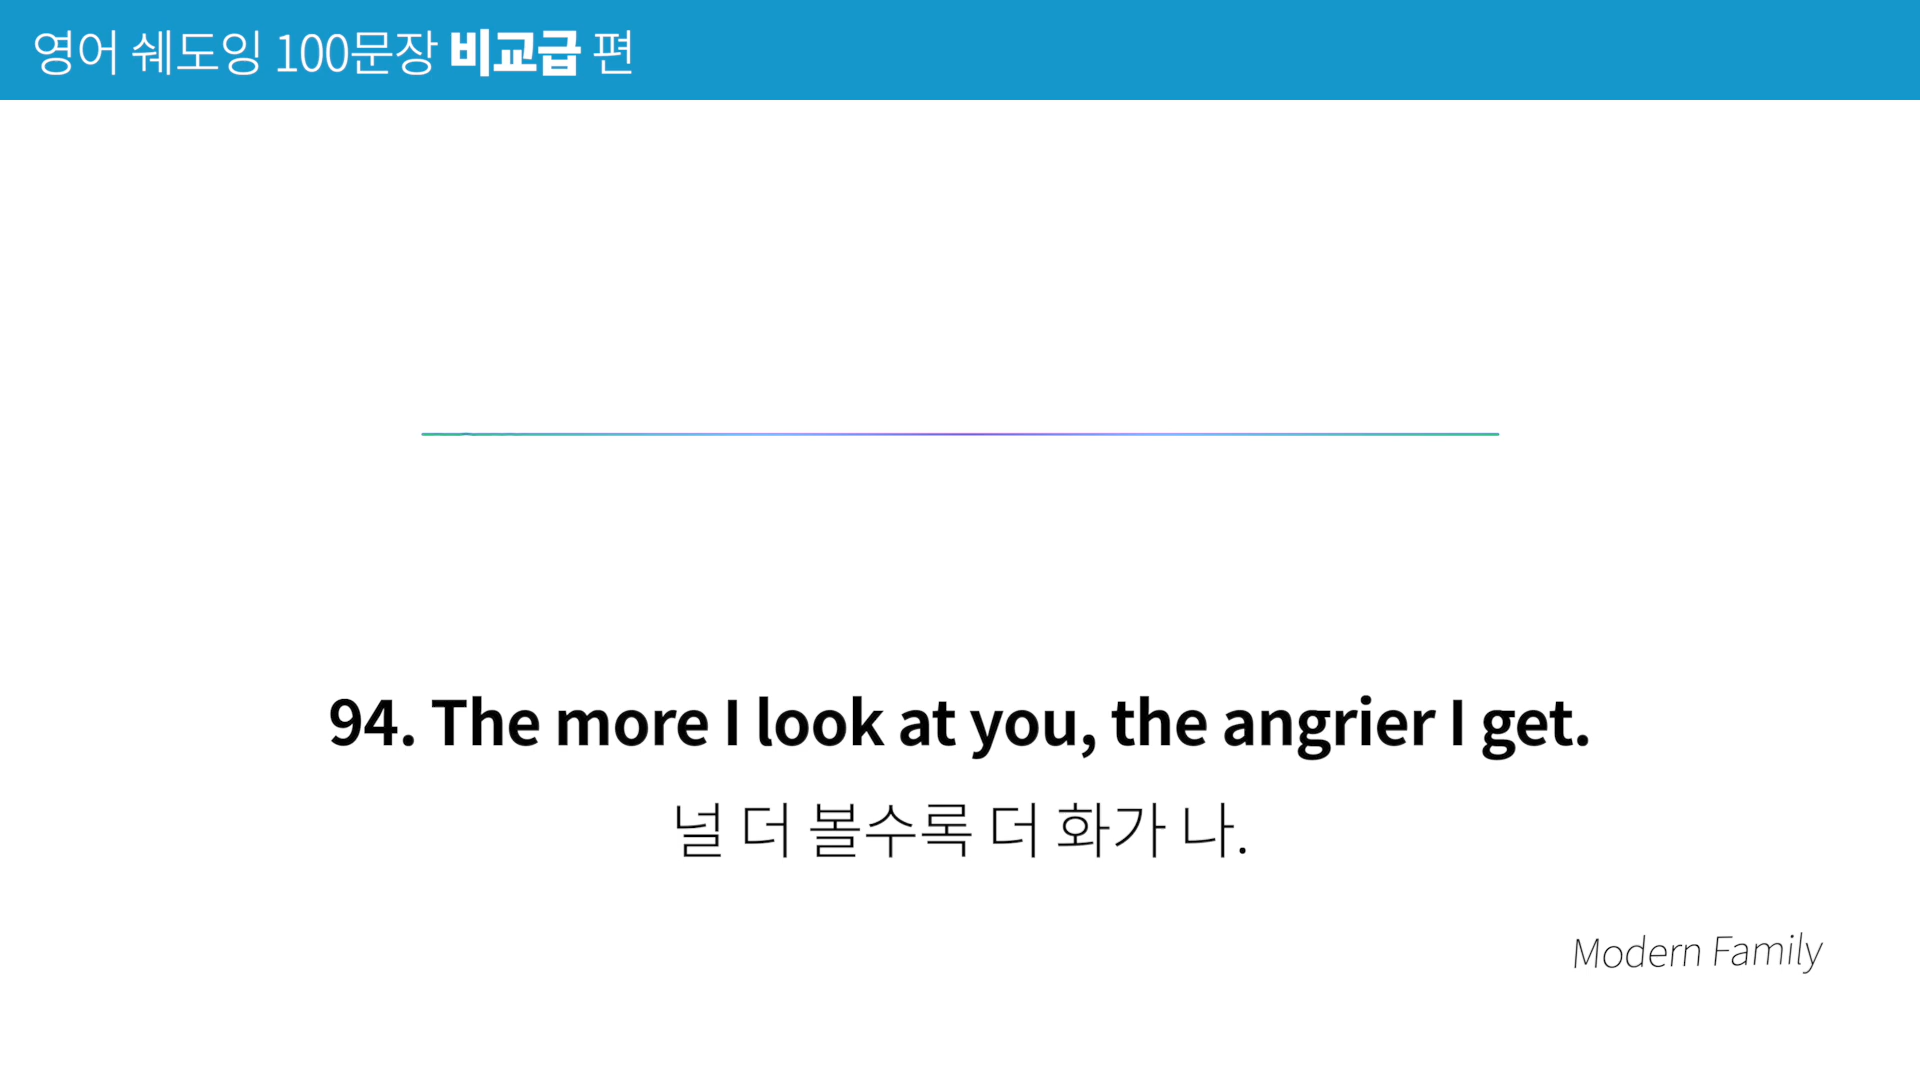 영어 쉐도잉 100문장 비교급 편
94. The more I look at you, the angrier I get.
널 더 볼수록 더 화가 나.
Modern Family